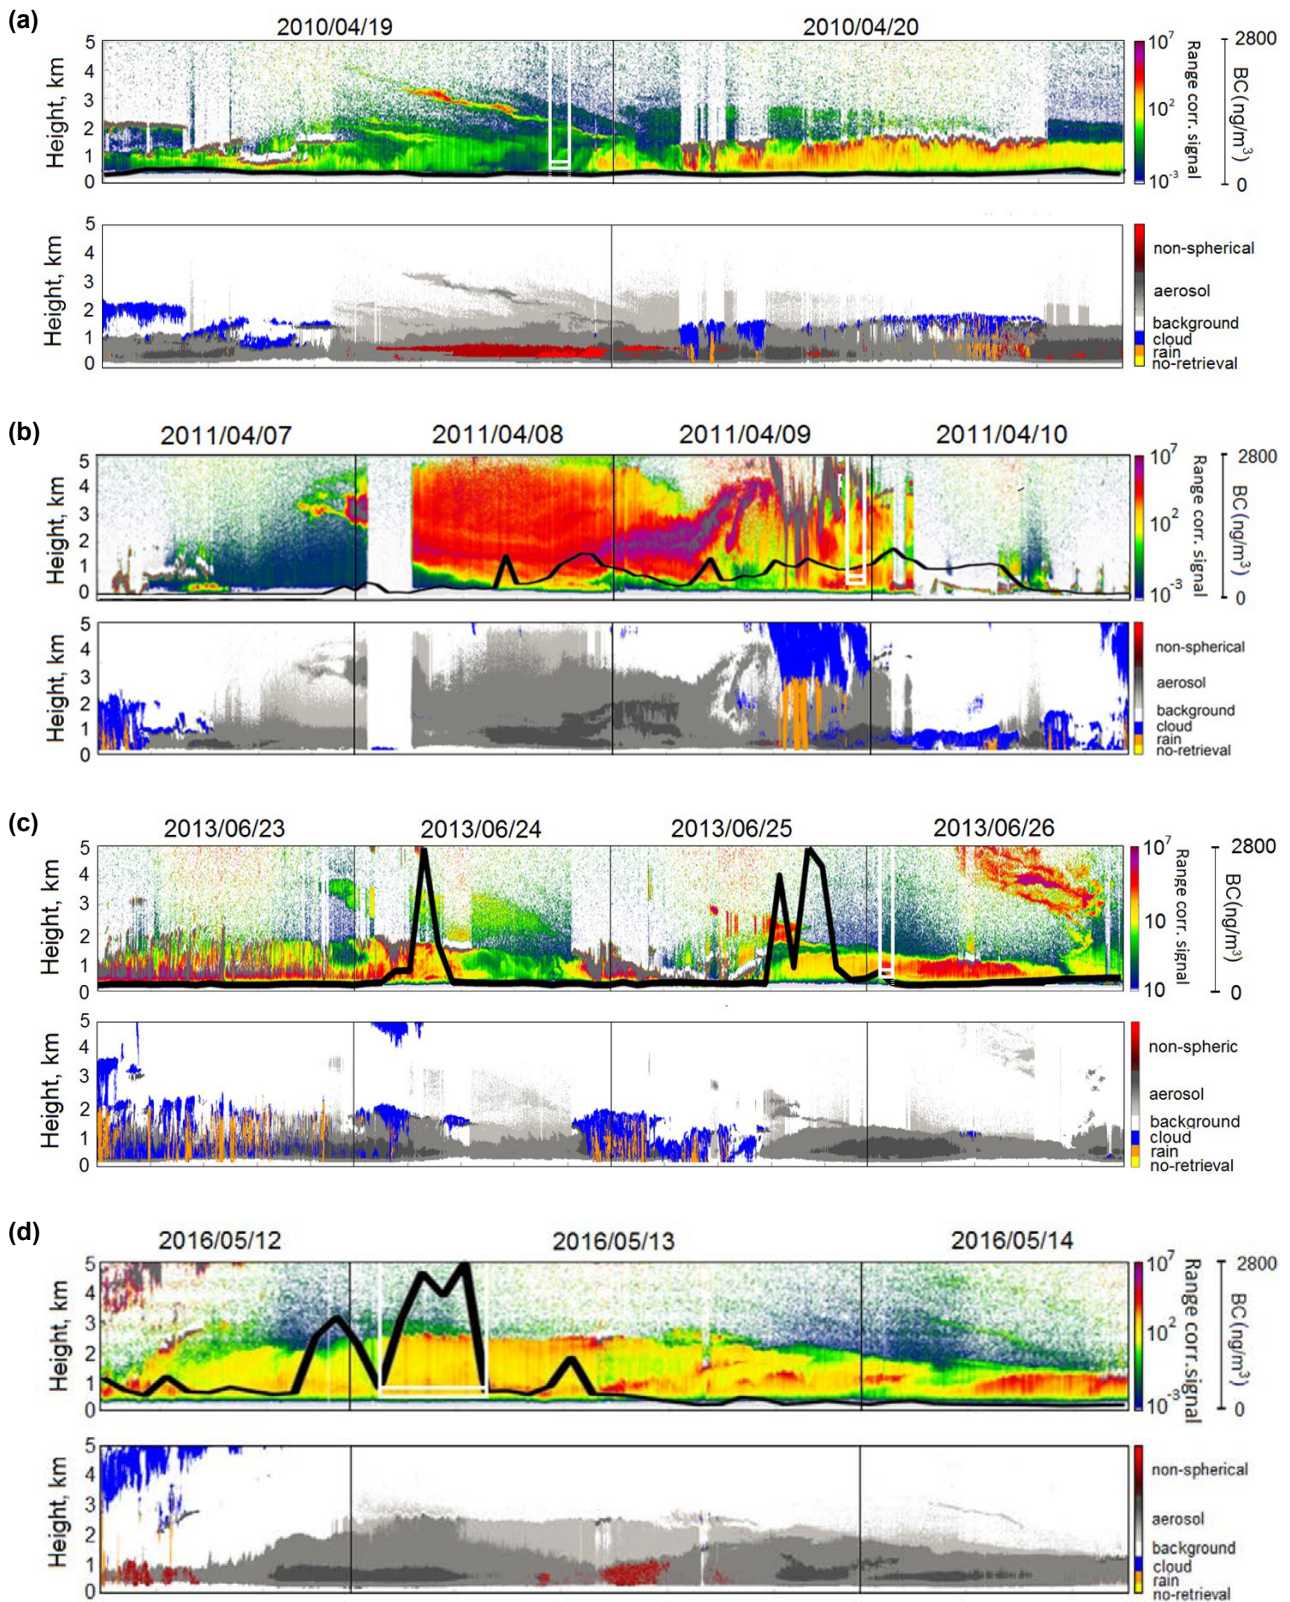 (a)
2010/04/19 2010/04/20
Height, km
5
4
3
2
1
0
10⁷
10²
10⁻³
Range corr. signal
2800
BC (ng/m³)
0
Height, km
5
4
3
2
1
0
non-spherical
aerosol
background
cloud
rain
no-retrieval
(b)
2011/04/07 2011/04/08 2011/04/09 2011/04/10
Height, km
5
4
3
2
1
0
10⁷
10²
10⁻³
Range corr. signal
2800
BC (ng/m³)
0
Height, km
5
4
3
2
1
0
non-spherical
aerosol
background
cloud
rain
no-retrieval
(c)
2013/06/23 2013/06/24 2013/06/25 2013/06/26
Height, km
5
4
3
2
1
0
10⁷
10
10
Range corr. signal
2800
BC(ng/m³)
0
Height, km
5
4
3
2
1
0
non-spheric
aerosol
background
cloud
rain
no-retrieval
(d)
2016/05/12 2016/05/13 2016/05/14
Height, km
5
4
3
2
1
0
10⁷
10²
10⁻³
Range corr.signal
2800
BC (ng/m³)
0
Height, km
5
4
3
2
1
0
non-spherical
aerosol
background
cloud
rain
no-retrieval